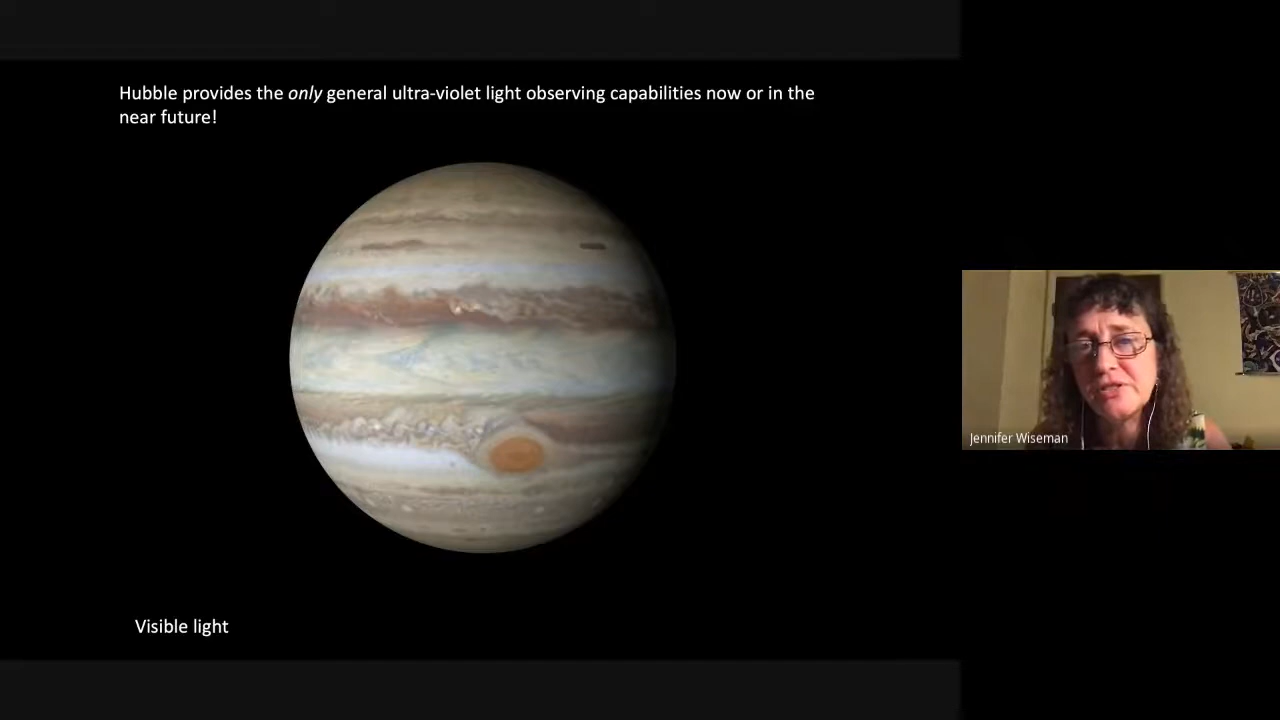 Hubble provides the only general ultra-violet light observing capabilities now or in the
near future!
Jennifer Wiseman
Visible light